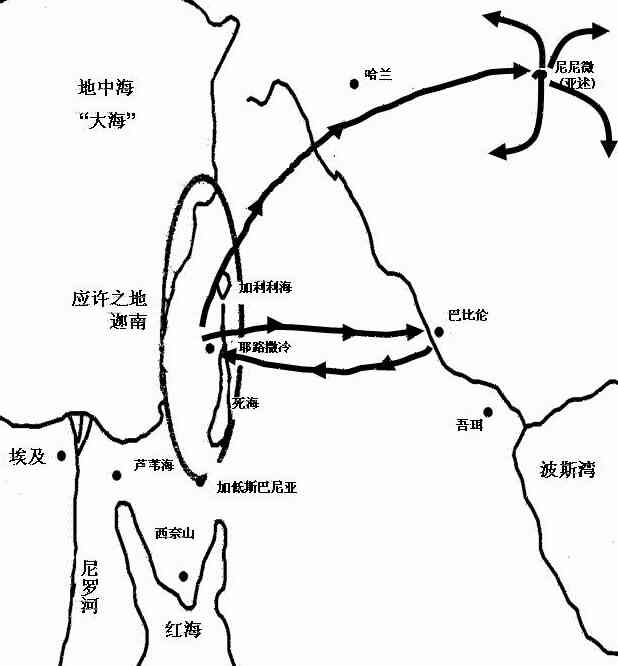 哈兰
尼尼微
(亚述)
地中海
“大海”
加利利海
应许之地
迦南
巴比伦
耶路撒冷
死海
吾珥
埃及
芦苇海
加低斯巴尼亚
波斯湾
西奈山
尼罗河
红海